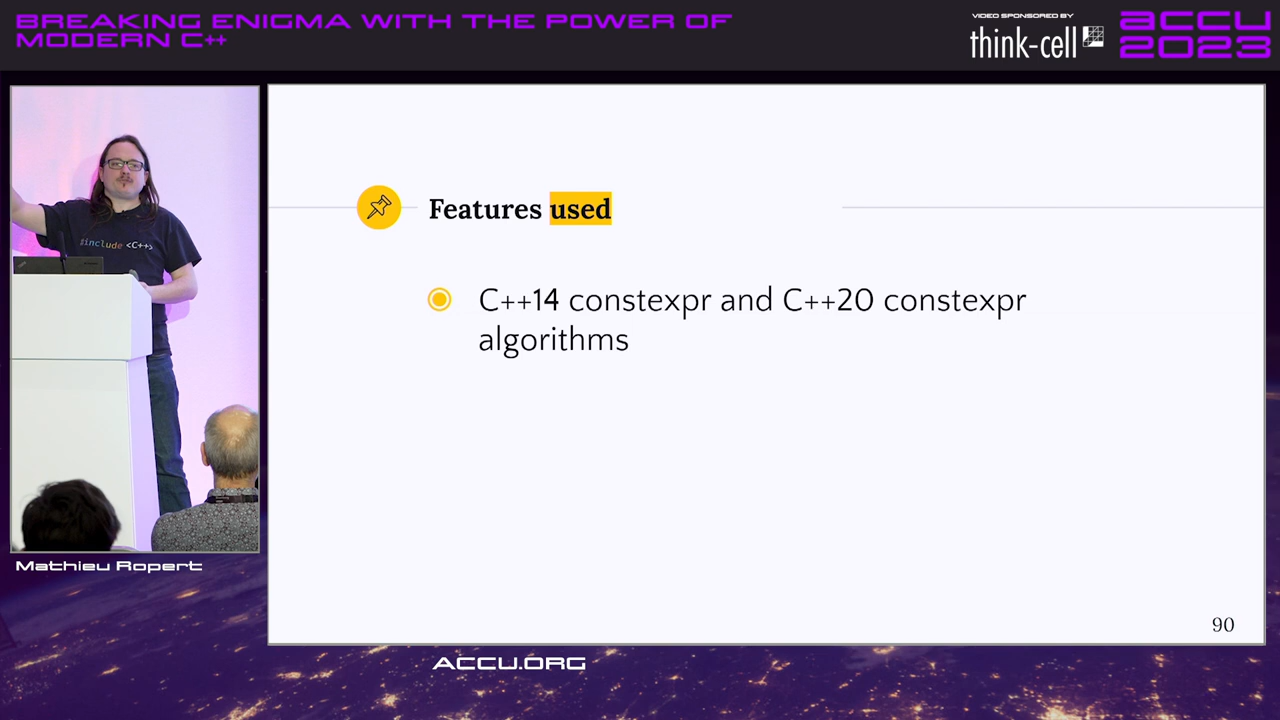 BREAKING ENIGMA WITH THE POWER OF
MODERN C++
VIDEO SPONSORED BY
think-cell
accu
2023
#include <C++>
Features used
C++14 constexpr and C++20 constexpr
algorithms
90
Mathieu Ropert
ACCU.ORG